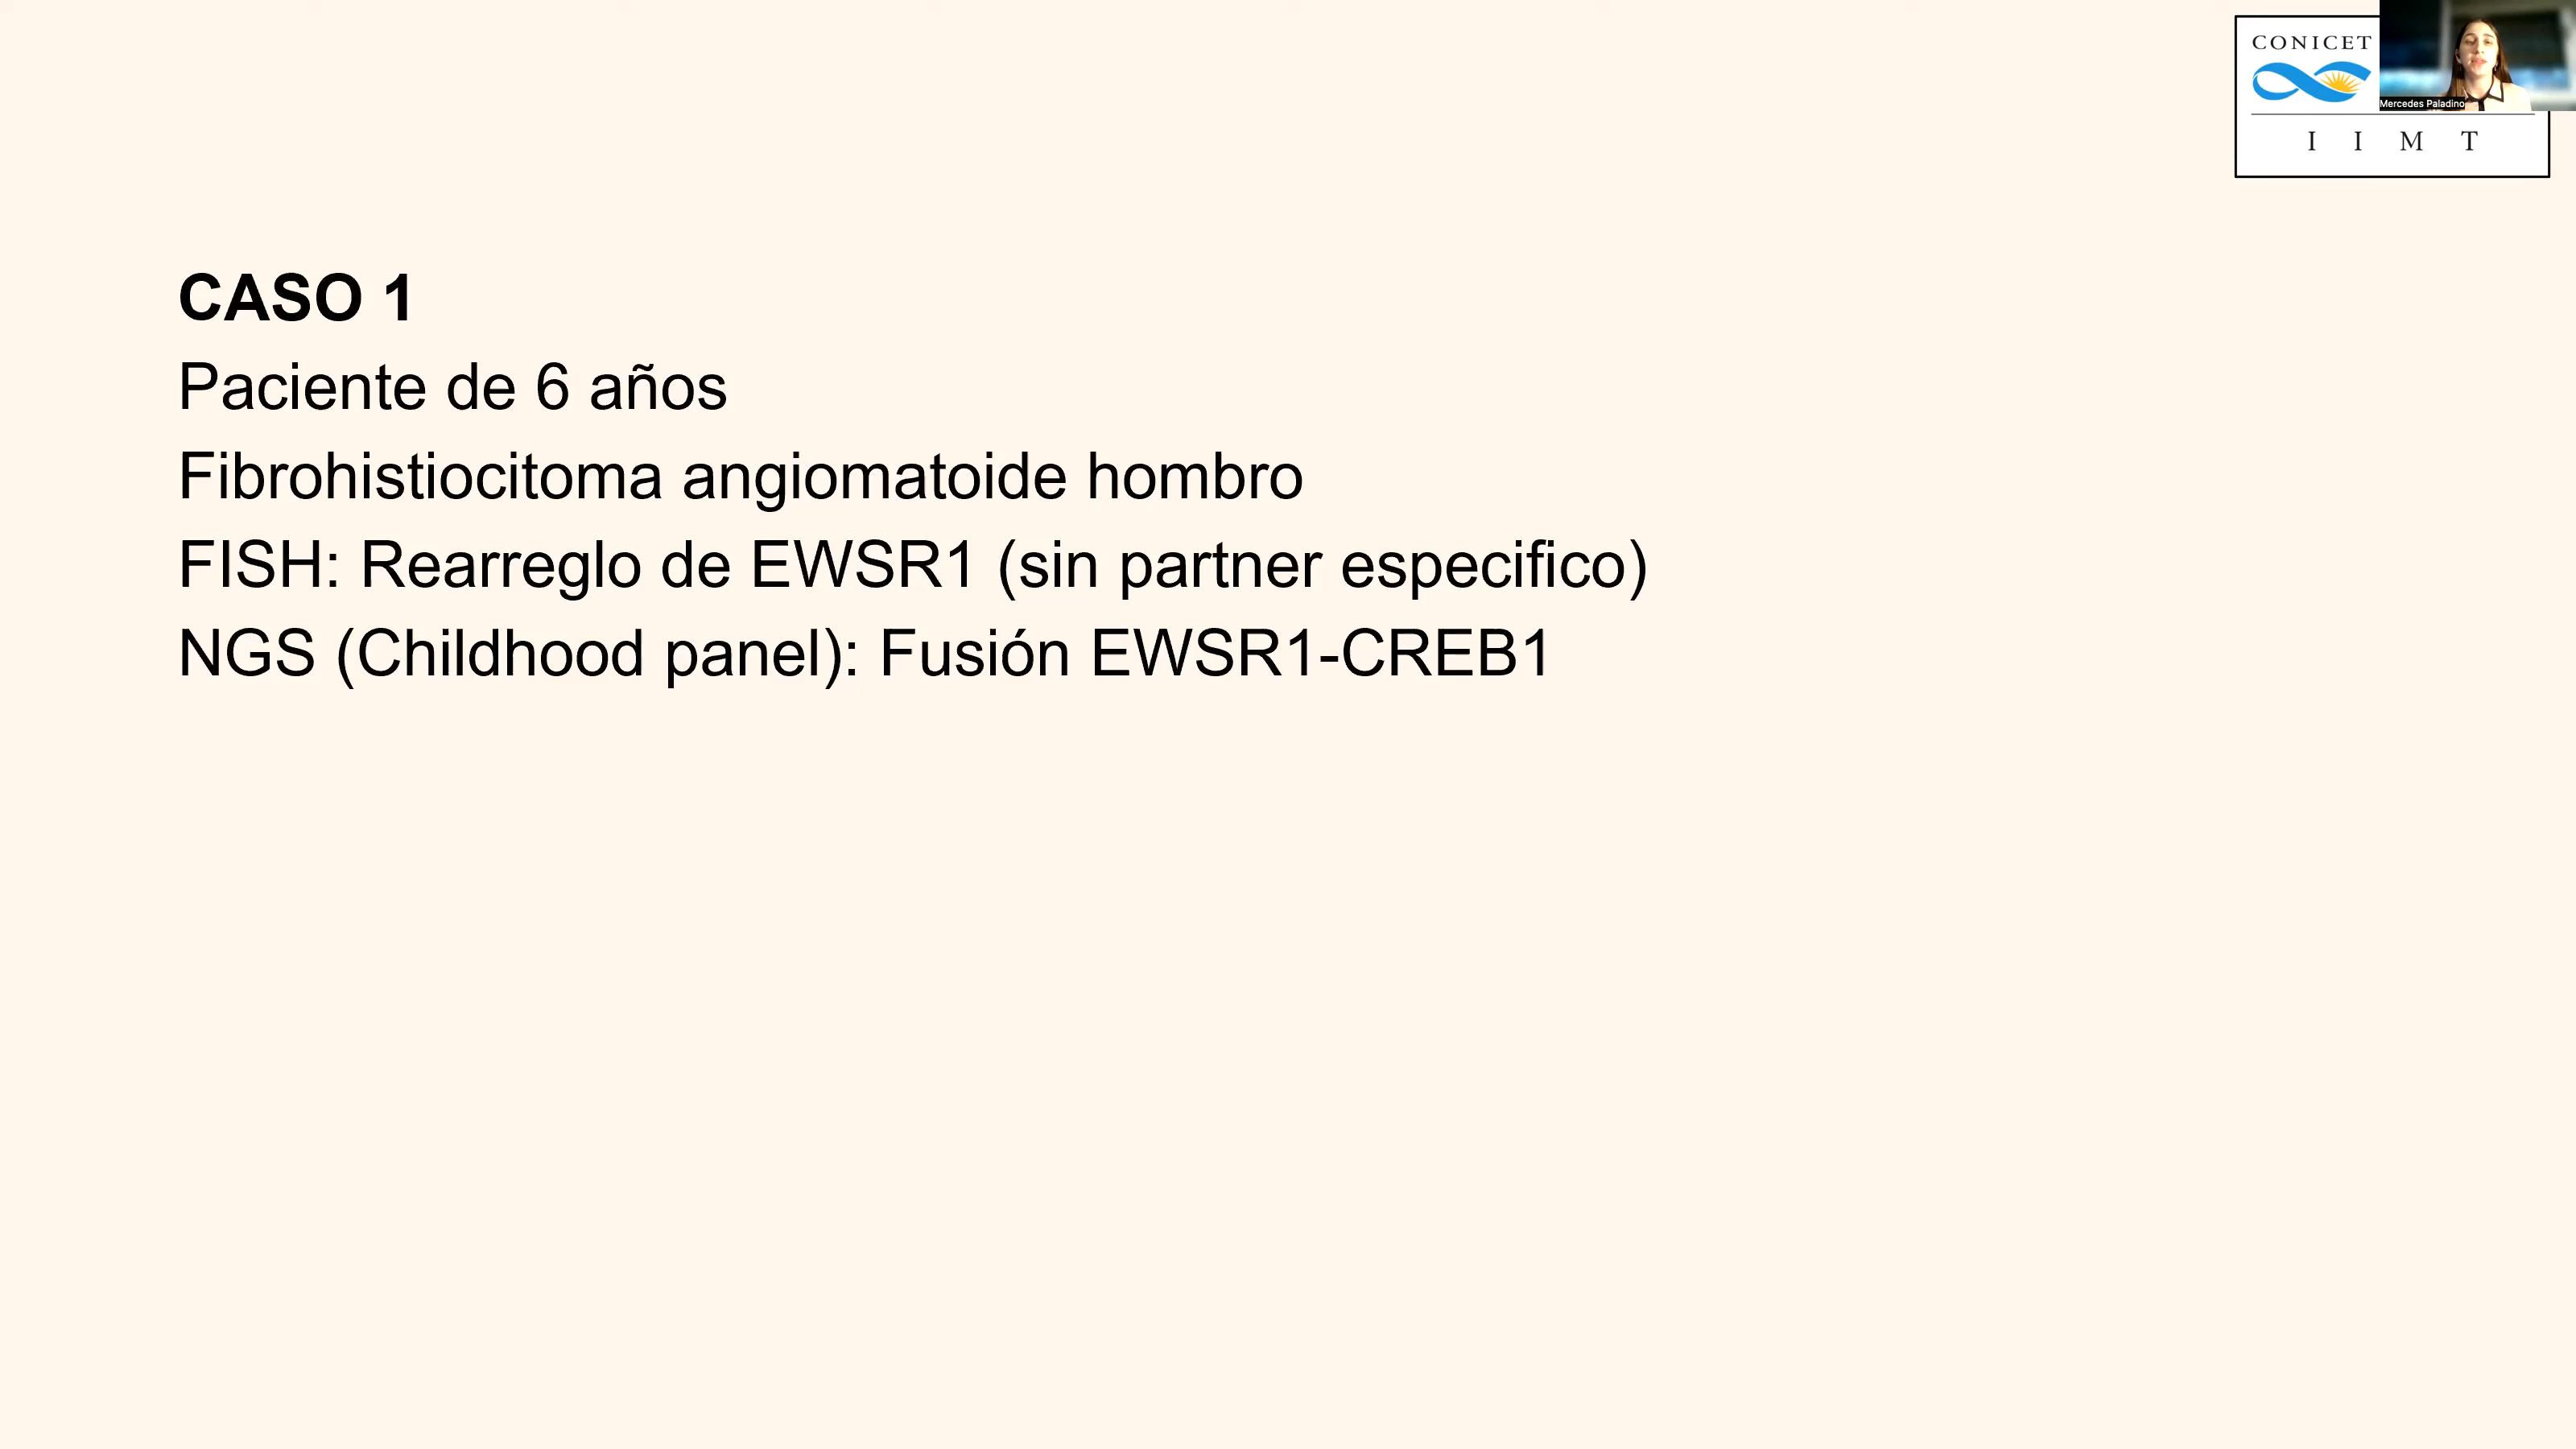 CONICET
Mercedes Paladino
I I M T
CASO 1
Paciente de 6 años
Fibrohistiocitoma angiomatoide hombro
FISH: Rearreglo de EWSR1 (sin partner especifico)
NGS (Childhood panel): Fusión EWSR1-CREB1